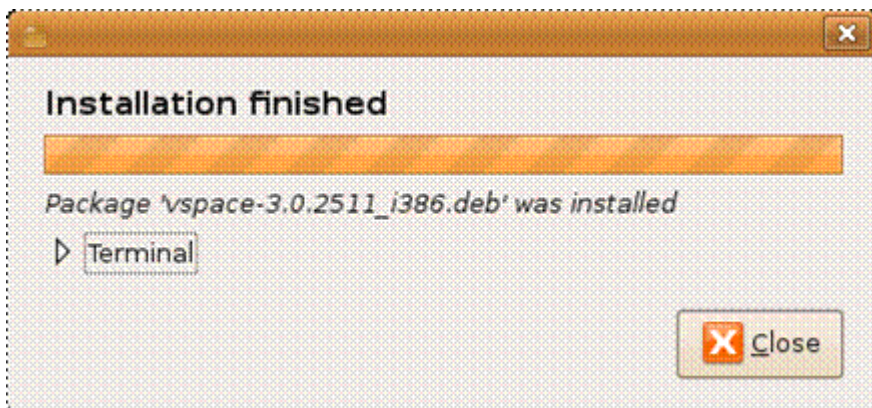 Installation finished
Package 'vspace-3.0.2511_i386.deb' was installed
Terminal
Close